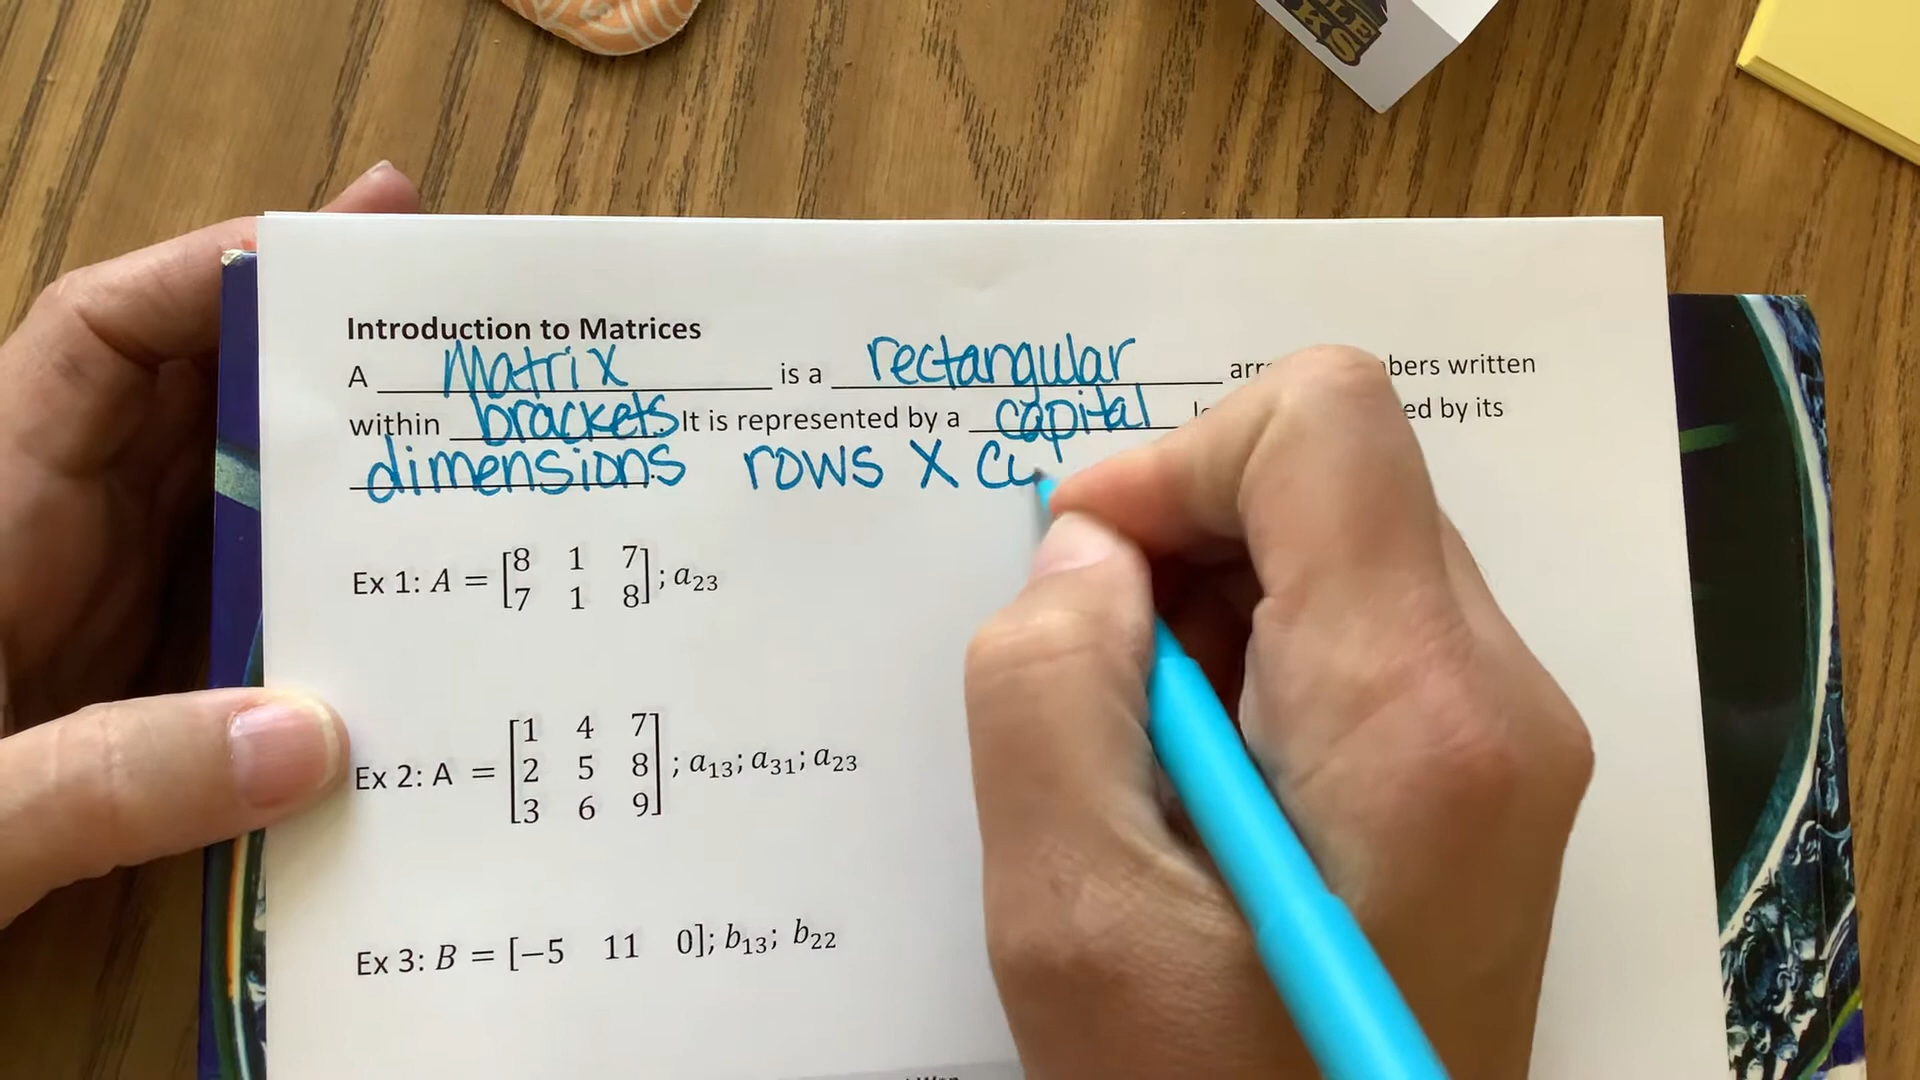 Introduction to Matrices
A Matrix is a rectangular bers written
within brackets. It is represented by a capital ed by its
dimensions. rows X
Ex 1: A = [8 1 7
7 1 8]; a₂₃
Ex 2: A = [1 4 7
2 5 8
3 6 9]; a₁₃; a₃₁; a₂₃
Ex 3: B = [−5 11 0]; b₁₃; b₂₂